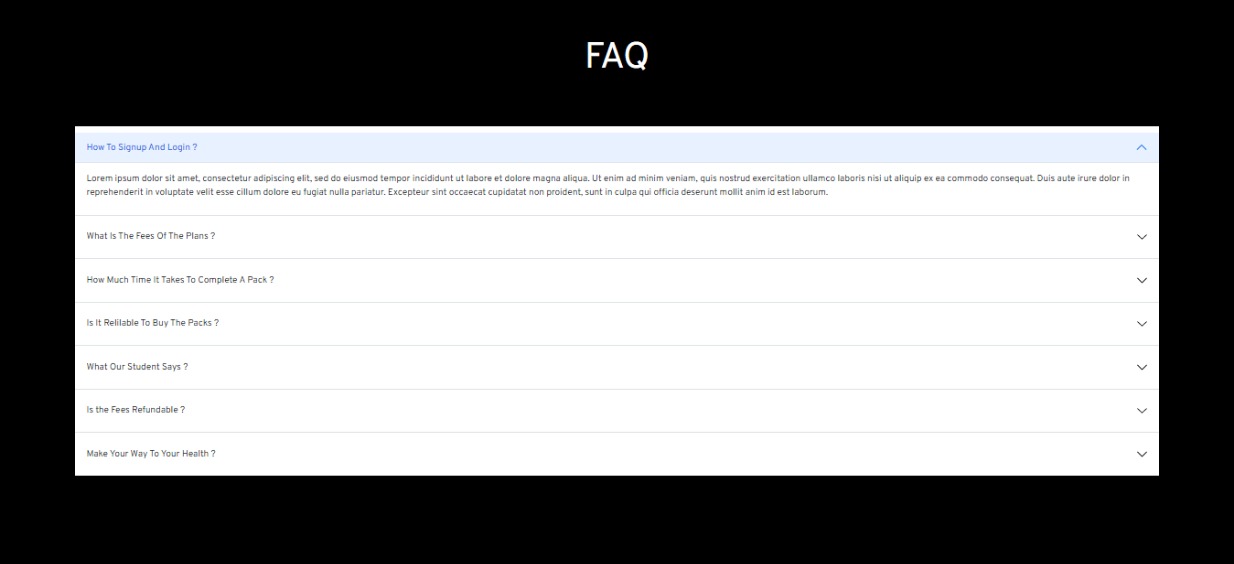 FAQ
How To Signup And Login ?
Lorem ipsum dolor sit amet, consectetur adipiscing elit, sed do eiusmod tempor incididunt ut labore et dolore magna aliqua. Ut enim ad minim veniam, quis nostrud exercitation ullamco laboris nisi ut aliquip ex ea commodo consequat. Duis aute irure dolor in
reprehenderit in voluptate velit esse cillum dolore eu fugiat nulla pariatur. Excepteur sint occaecat cupidatat non proident, sunt in culpa qui officia deserunt mollit anim id est laborum.
What Is The Fees Of The Plans ?
How Much Time It Takes To Complete A Pack ?
Is It Relilable To Buy The Packs ?
What Our Student Says ?
Is the Fees Refundable ?
Make Your Way To Your Health ?